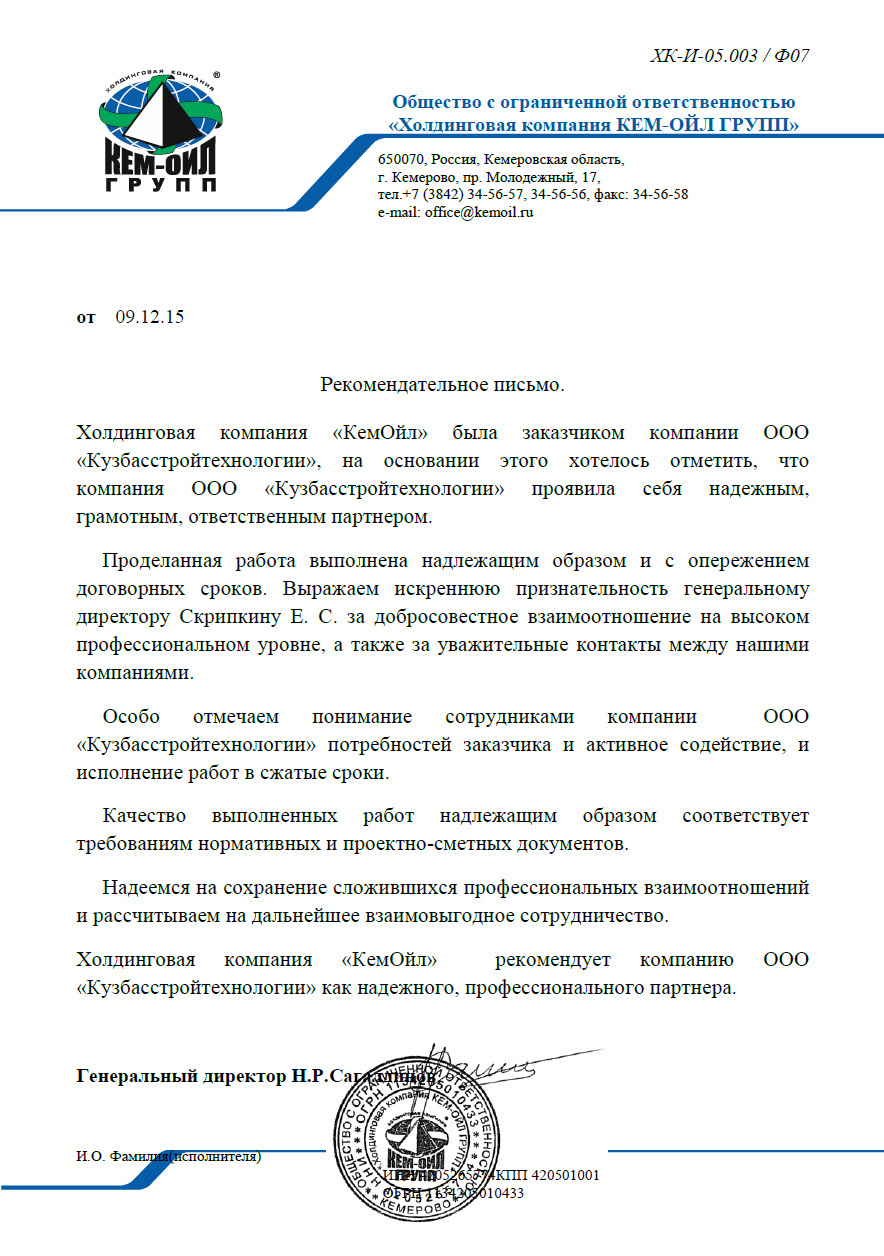 ХК-И-05.003 / Ф07
ХОЛДИНГОВАЯ КОМПАНИЯ ®
КЕМ-ОЙЛ
ГРУПП
Общество с ограниченной ответственностью
«Холдинговая компания КЕМ-ОЙЛ ГРУПП»
650070, Россия, Кемеровская область,
г. Кемерово, пр. Молодежный, 17,
тел.+7 (3842) 34-56-57, 34-56-56, факс: 34-56-58
e-mail: office@kemoil.ru
от 09.12.15
Рекомендательное письмо.
Холдинговая компания «КемОйл» была заказчиком компании ООО
«Кузбасстройтехнологии», на основании этого хотелось отметить, что
компания ООО «Кузбасстройтехнологии» проявила себя надежным,
грамотным, ответственным партнером.
Проделанная работа выполнена надлежащим образом и с опережением
договорных сроков. Выражаем искреннюю признательность генеральному
директору Скрипкину Е. С. за добросовестное взаимоотношение на высоком
профессиональном уровне, а также за уважительные контакты между нашими
компаниями.
Особо отмечаем понимание сотрудниками компании ООО
«Кузбасстройтехнологии» потребностей заказчика и активное содействие, и
исполнение работ в сжатые сроки.
Качество выполненных работ надлежащим образом соответствует
требованиям нормативных и проектно-сметных документов.
Надеемся на сохранение сложившихся профессиональных взаимоотношений
и рассчитываем на дальнейшее взаимовыгодное сотрудничество.
Холдинговая компания «КемОйл» рекомендует компанию ООО
«Кузбасстройтехнологии» как надежного, профессионального партнера.
Генеральный директор Н.Р.
ОБЩЕСТВО С ОГРАНИЧЕННОЙ ОТВЕТСТВЕННОСТЬЮ
ОГРН 1134205010433
Холдинговая компания КЕМ-ОЙЛ ГРУПП
КЕМ-ОЙЛ
ГРУПП
КЕМЕРОВО
И.О. Фамилия(исполнителя)
КПП 420501001
ОГРН 1134205010433